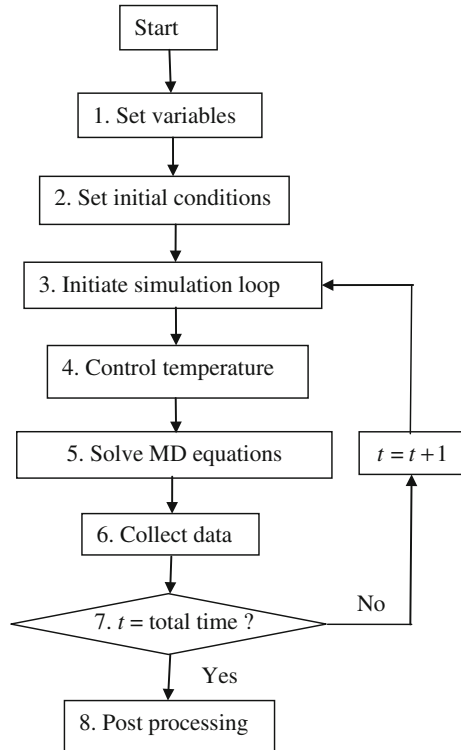 Start
1. Set variables
2. Set initial conditions
3. Initiate simulation loop
4. Control temperature
5. Solve MD equations
t = t +1
6. Collect data
7. t = total time ?
No
Yes
8. Post processing